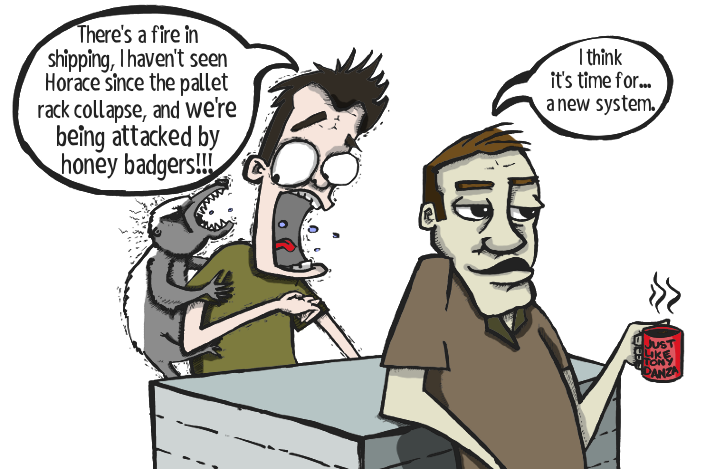 There's a fire in
shipping, I haven't seen
Horace since the pallet
rack collapse, and we're
being attacked by
honey badgers!!!
I think
it's time for...
a new system.
JUST
LIKE
TONY
DANZA